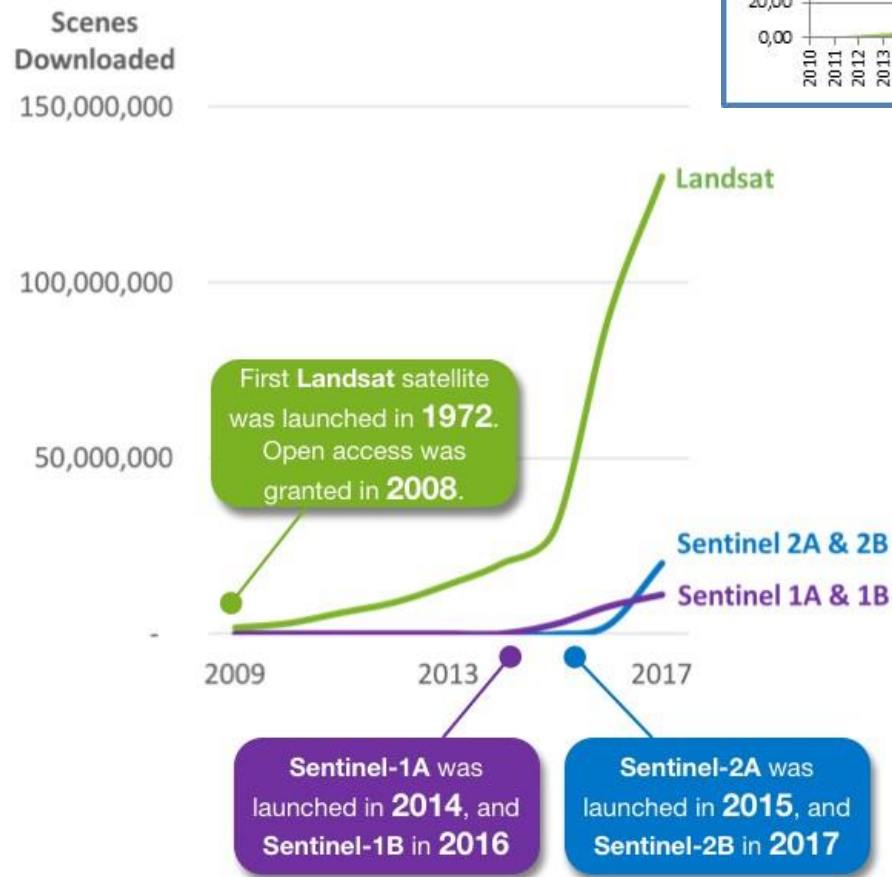 Scenes
Downloaded
20,00
0,00
2010
2011
2012
2013
150,000,000
Landsat
100,000,000
First Landsat satellite
was launched in 1972.
Open access was
granted in 2008.
50,000,000
Sentinel 2A & 2B
Sentinel 1A & 1B
-
2009
2013
2017
Sentinel-1A was
launched in 2014, and
Sentinel-1B in 2016
Sentinel-2A was
launched in 2015, and
Sentinel-2B in 2017